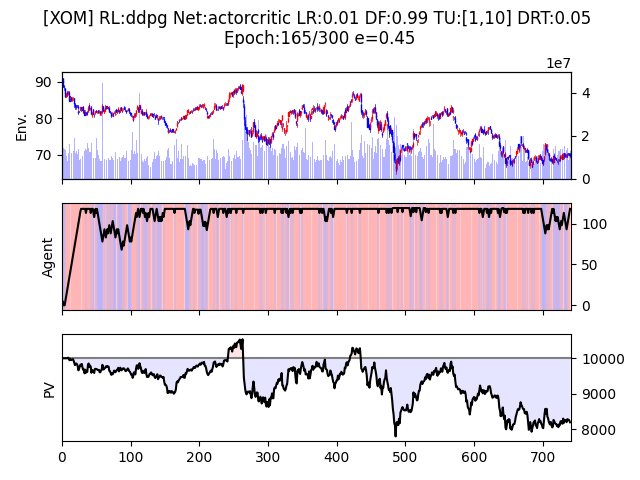 [XOM] RL:ddpg Net:actorcritic LR:0.01 DF:0.99 TU:[1,10] DRT:0.05
Epoch:165/300 e=0.45
1e7
90
80
70
Env.
4
2
0
Agent
100
50
0
PV
10000
9000
8000
0 100 200 300 400 500 600 700